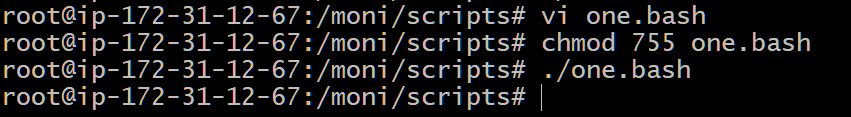 root@ip-172-31-12-67:/moni/scripts# vi one.bash
root@ip-172-31-12-67:/moni/scripts# chmod 755 one.bash
root@ip-172-31-12-67:/moni/scripts# ./one.bash
root@ip-172-31-12-67:/moni/scripts#